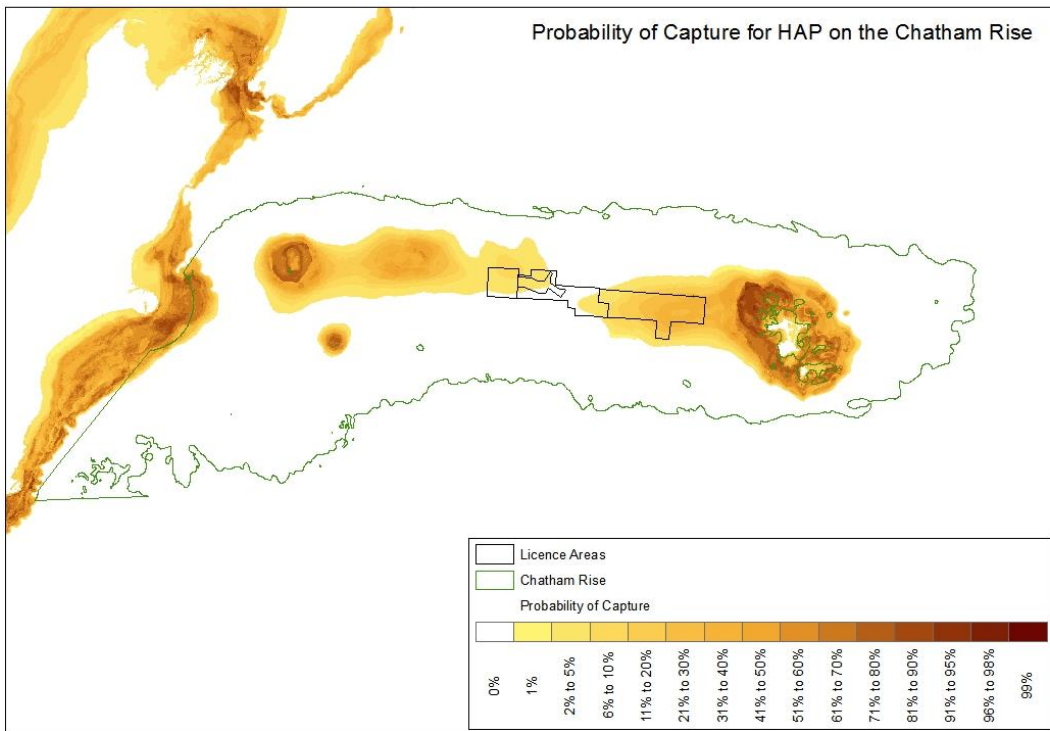 Probability of Capture for HAP on the Chatham Rise
Licence Areas
Chatham Rise
Probability of Capture
0%
1%
2% to 5%
6% to 10%
11% to 20%
21% to 30%
31% to 40%
41% to 50%
51% to 60%
61% to 70%
71% to 80%
81% to 90%
91% to 95%
96% to 98%
99%